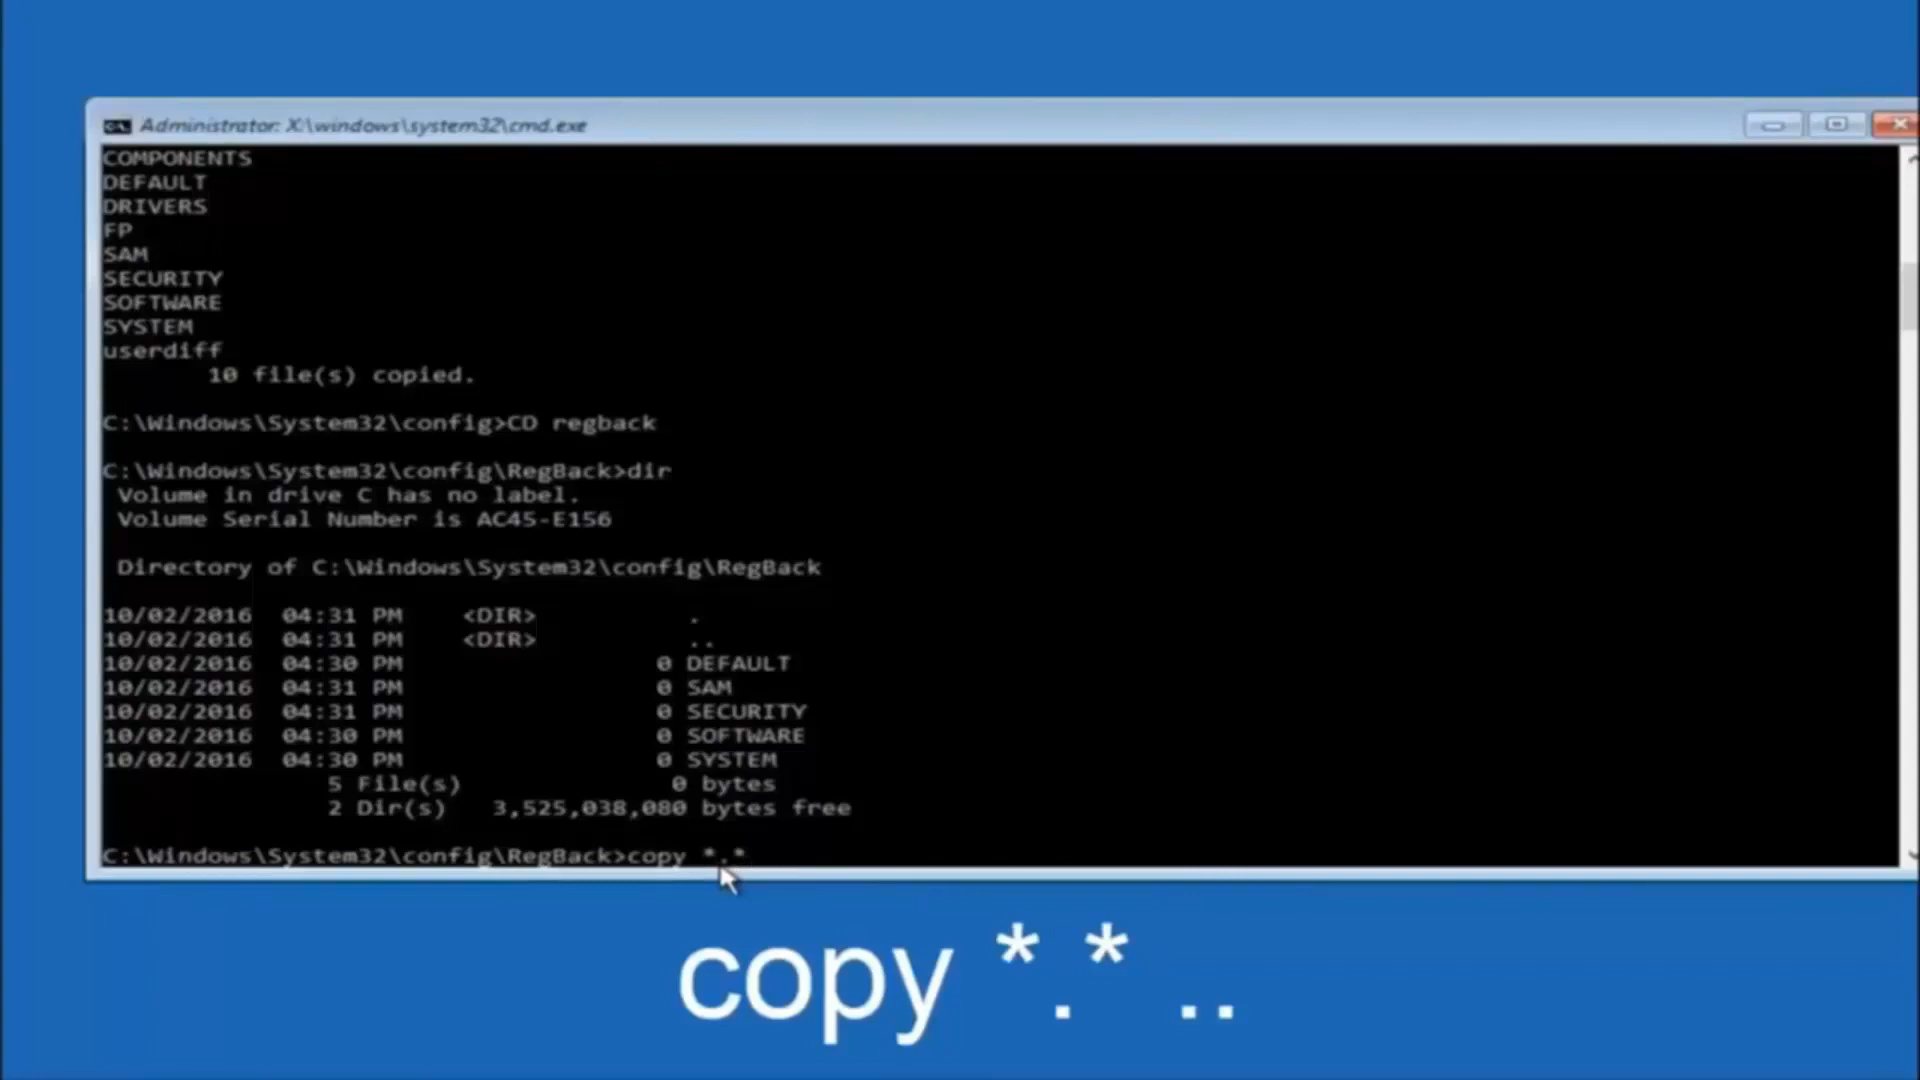 Administrator: X:\windows\system32\cmd.exe
COMPONENTS
DEFAULT
DRIVERS
FP
SAM
SECURITY
SOFTWARE
SYSTEM
userdiff
10 file(s) copied.
C:\Windows\System32\config>CD regback
C:\Windows\System32\config\RegBack>dir
Volume in drive C has no label.
Volume Serial Number is AC45-E156
Directory of C:\Windows\System32\config\RegBack
10/02/2016 04:31 PM <DIR> .
10/02/2016 04:31 PM <DIR> ..
10/02/2016 04:30 PM 0 DEFAULT
10/02/2016 04:31 PM 0 SAM
10/02/2016 04:31 PM 0 SECURITY
10/02/2016 04:30 PM 0 SOFTWARE
10/02/2016 04:30 PM 0 SYSTEM
5 File(s) 0 bytes
2 Dir(s) 3,525,038,080 bytes free
C:\Windows\System32\config\RegBack>copy *.*
copy *.* ..